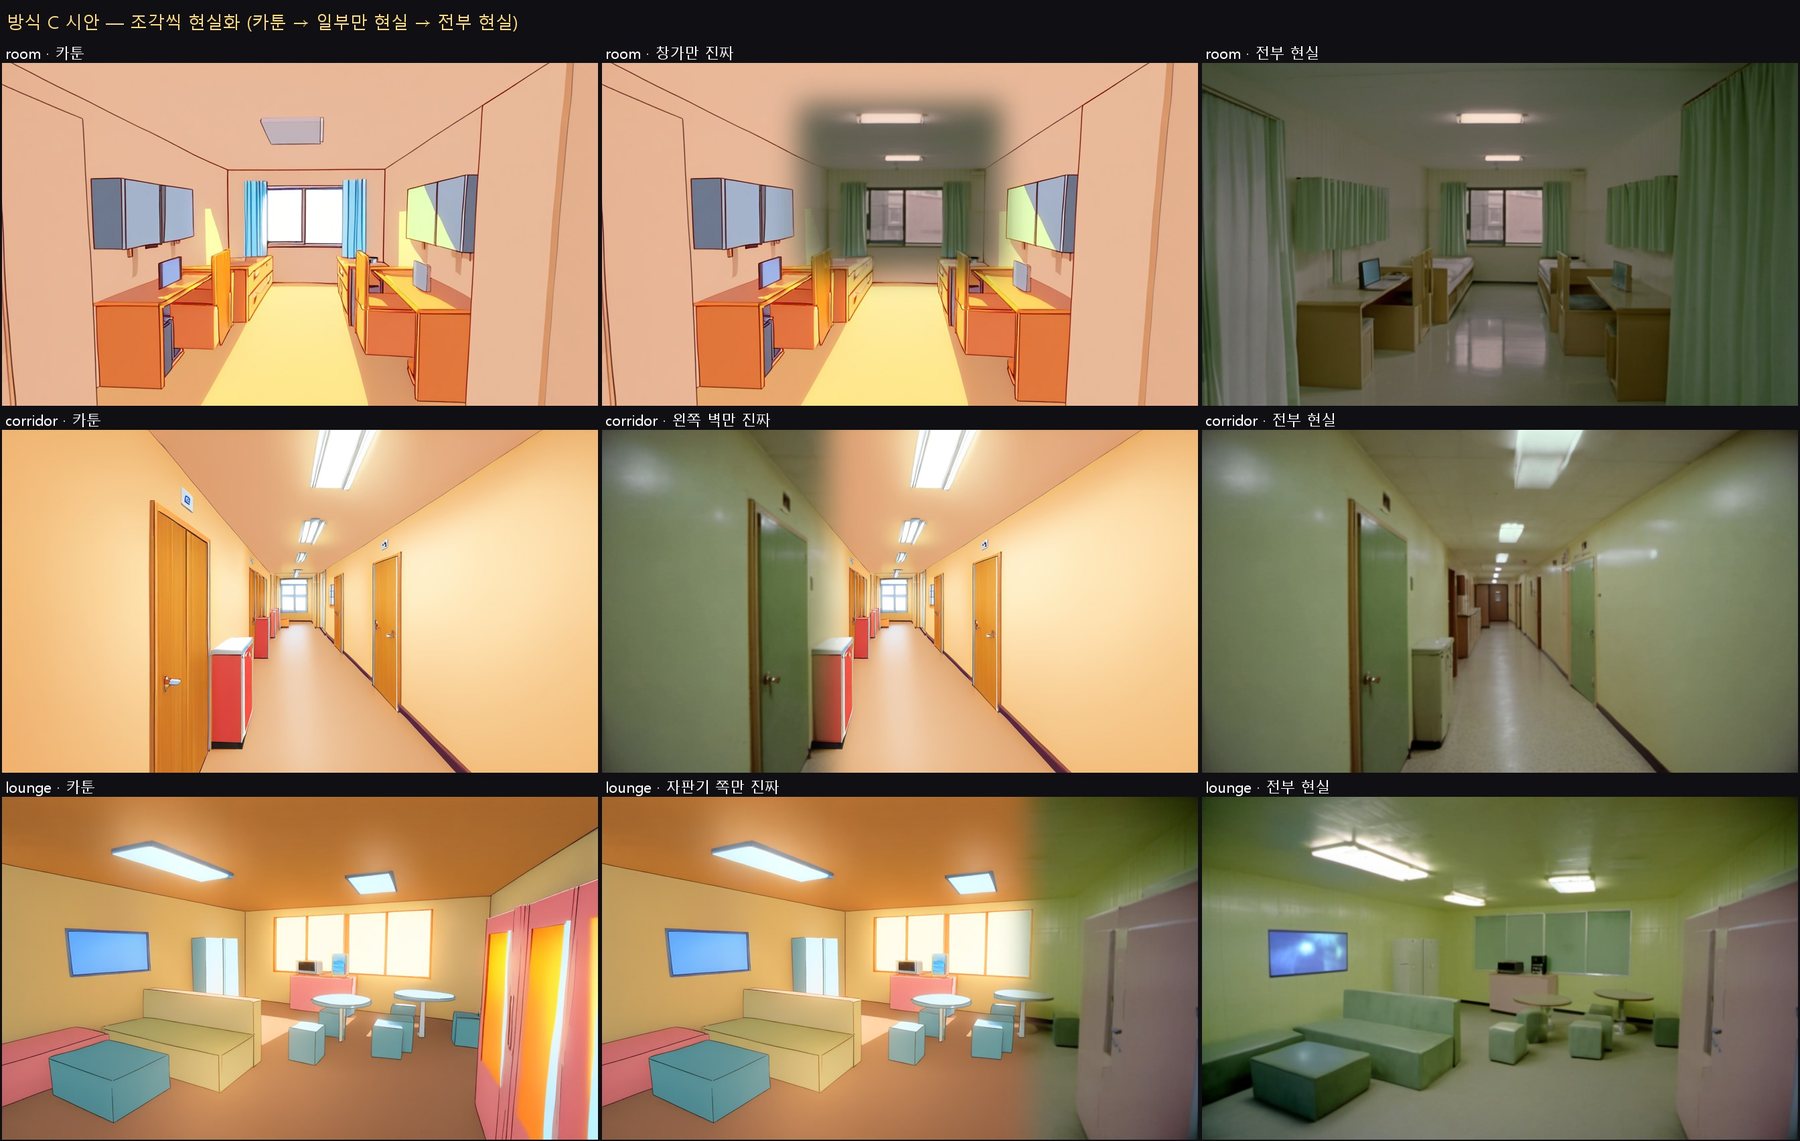 방식 C 시안 — 조각씩 현실화 (카툰 → 일부만 현실 → 전부 현실)
room · 카툰
room · 창가만 진짜
room · 전부 현실
corridor · 카툰
corridor · 왼쪽 벽만 진짜
corridor · 전부 현실
lounge · 카툰
lounge · 자판기 쪽만 진짜
lounge · 전부 현실